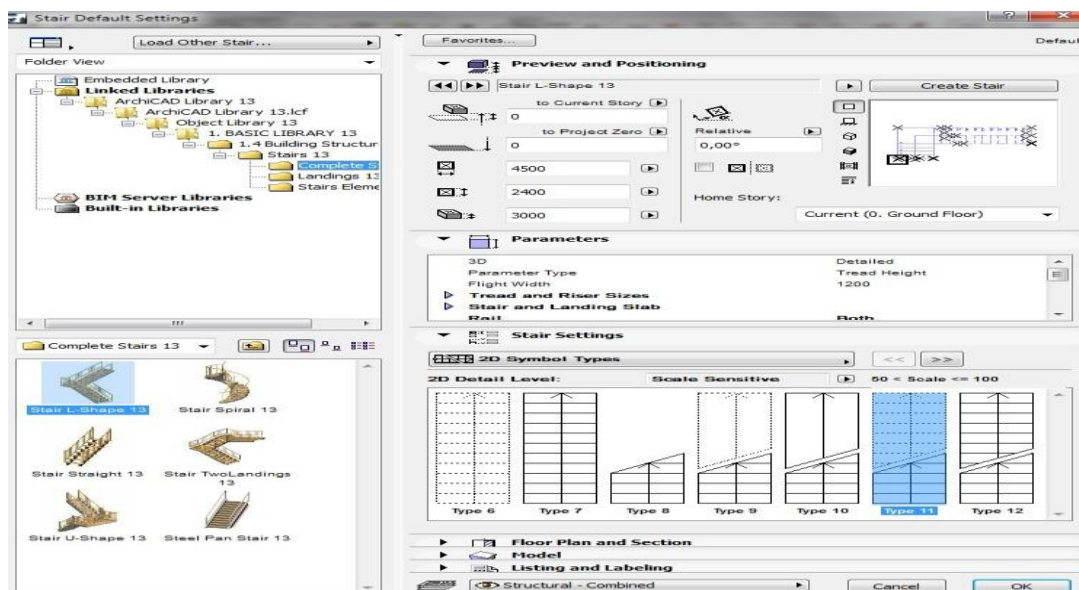 Stair Default Settings
Load Other Stair...
Folder View
Embedded Library
Linked Libraries
ArchiCAD Library 13
ArchiCAD Library 13.lcf
Object Library 13
1. BASIC LIBRARY 13
1.4 Building Structur
Stairs 13
Complete S
Landings 13
Stairs Eleme
BIM Server Libraries
Built-in Libraries
Complete Stairs 13
Stair L-Shape 13
Stair Spiral 13
Stair Straight 13
Stair TwoLandings
13
Stair U-Shape 13
Steel Pan Stair 13
Favorites...
Defaul
Preview and Positioning
Stair L-Shape 13
Create Stair
to Current Story
0
to Project Zero
0
4500
2400
3000
Relative
0,00°
Home Story:
Current (0. Ground Floor)
Parameters
3D Detailed
Parameter Type Tread Height
Flight Width 1200
Tread and Riser Sizes
Stair and Landing Slab
Rail Both
Stair Settings
2D Symbol Types
<< >>
2D Detail Level: Scale Sensitive 50 < Scale <= 100
Type 6 Type 7 Type 8 Type 9 Type 10 Type 11 Type 12
Floor Plan and Section
Model
Listing and Labeling
Structural - Combined
Cancel OK